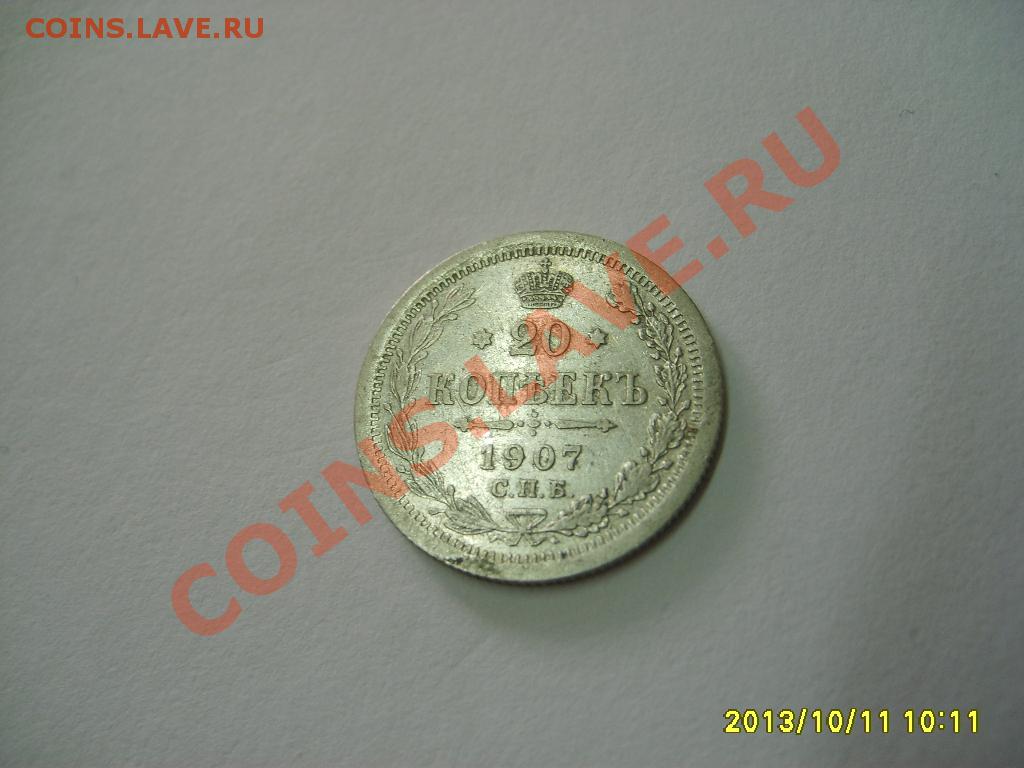 COINS.LAVE.RU
COINS.LAVE.RU
20
КОПѢЕКЪ
1907
С.П.Б.
2013/10/11 10:11